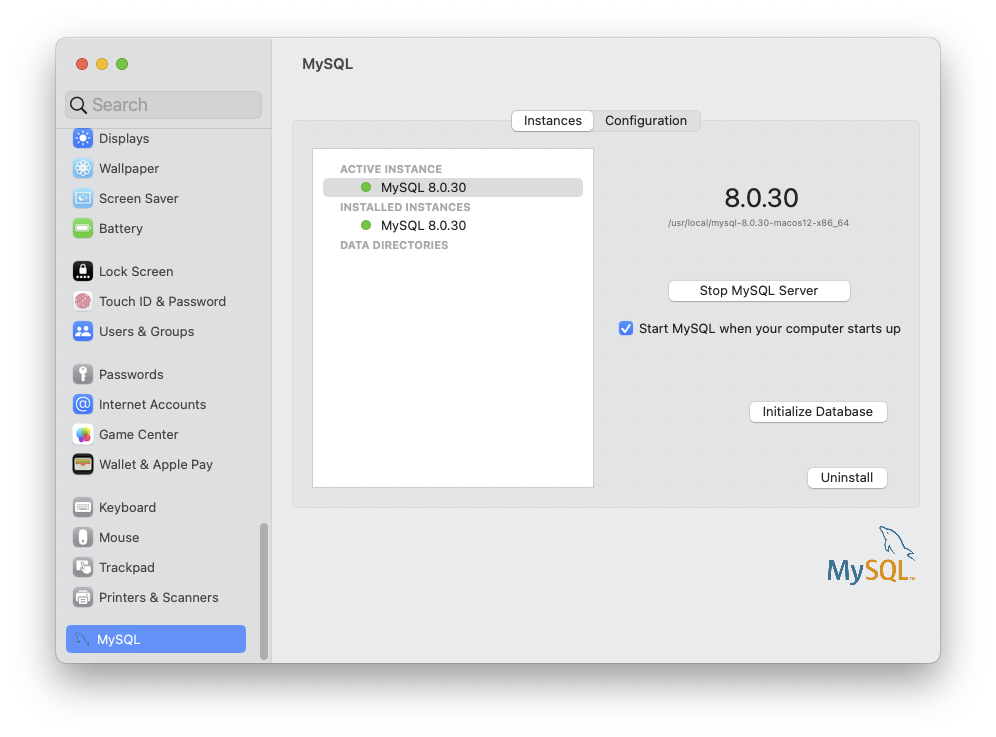 MySQL
Search
Displays
Wallpaper
Screen Saver
Battery
Lock Screen
Touch ID & Password
Users & Groups
Passwords
Internet Accounts
Game Center
Wallet & Apple Pay
Keyboard
Mouse
Trackpad
Printers & Scanners
MySQL
Instances Configuration
ACTIVE INSTANCE
MySQL 8.0.30
INSTALLED INSTANCES
MySQL 8.0.30
DATA DIRECTORIES
8.0.30
/usr/local/mysql-8.0.30-macos12-x86_64
Stop MySQL Server
Start MySQL when your computer starts up
Initialize Database
Uninstall
MySQL